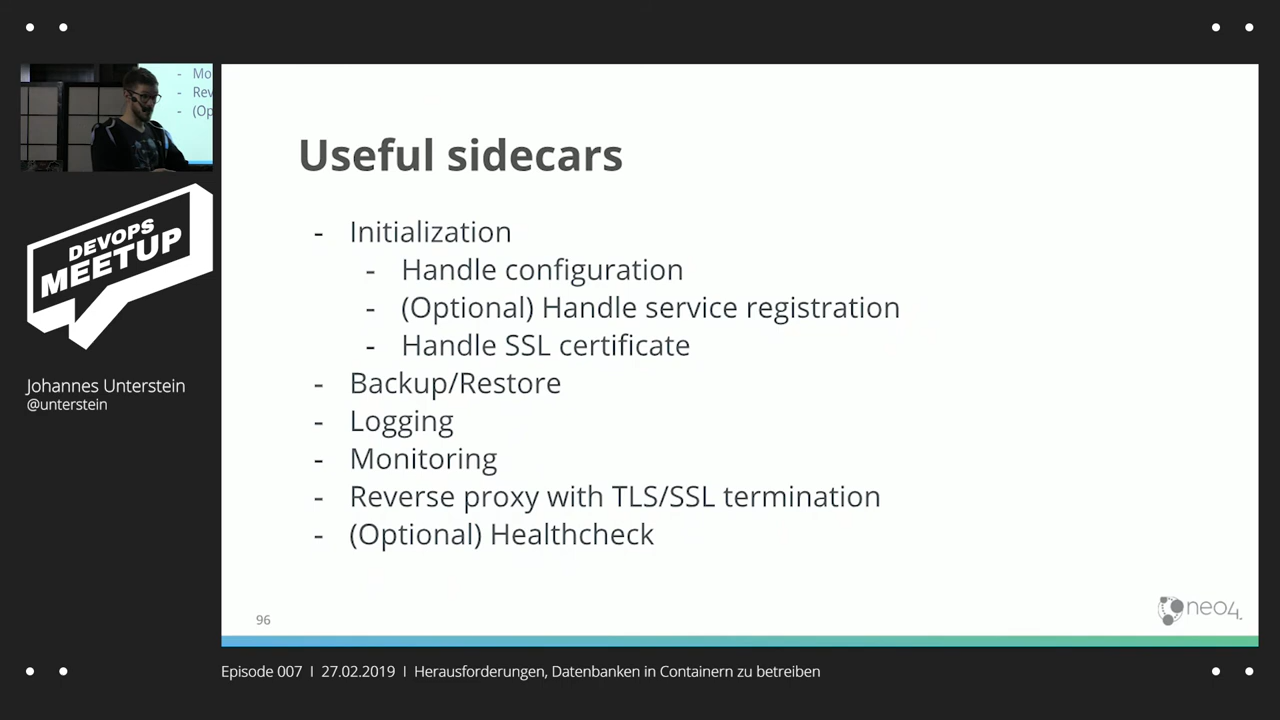 - Mo
- Rev
- (Op
DEVOPS
MEETUP
Johannes Unterstein
@unterstein
Useful sidecars
- Initialization
- Handle configuration
- (Optional) Handle service registration
- Handle SSL certificate
- Backup/Restore
- Logging
- Monitoring
- Reverse proxy with TLS/SSL termination
- (Optional) Healthcheck
96
neo4j
Episode 007 | 27.02.2019 | Herausforderungen, Datenbanken in Containern zu betreiben